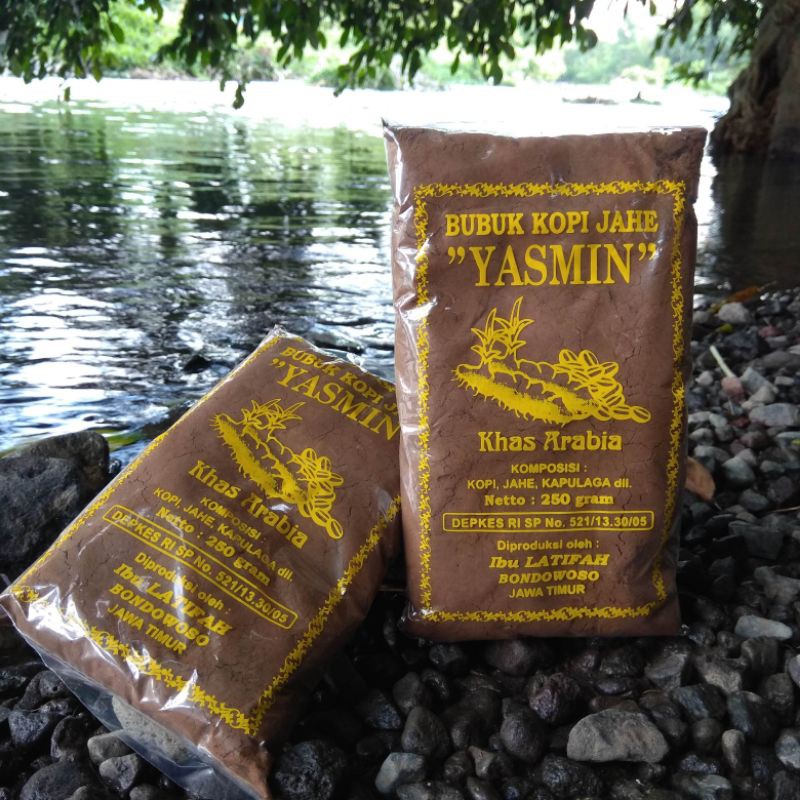 BUBUK KOPI JAHE
"YASMIN"
Khas Arabia
KOMPOSISI :
KOPI, JAHE, KAPULAGA dll.
Netto : 250 gram
DEPKES RI SP No. 521/13.30/05
Diproduksi oleh :
Ibu LATIFAH
BONDOWOSO
JAWA TIMUR
BUBUK KOPI JA
"YASMIN"
Khas Arabia
KOMPOSISI :
KOPI, JAHE, KAPULAGA dll.
Netto : 250 gram
DEPKES RI SP No. 521/13.30/05
Diproduksi oleh :
Ibu LATIFAH
BONDOWOSO
JAWA TIMUR